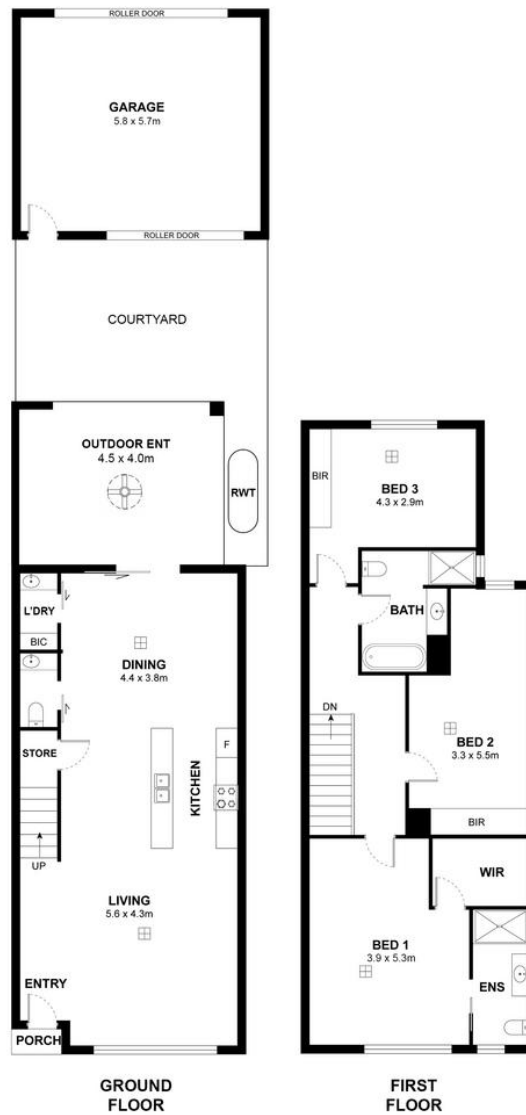 ROLLER DOOR
GARAGE
5.8 x 5.7m
ROLLER DOOR
COURTYARD
OUTDOOR ENT
4.5 x 4.0m
RWT
L'DRY
BIC
DINING
4.4 x 3.8m
STORE
UP
F
KITCHEN
LIVING
5.6 x 4.3m
ENTRY
PORCH
GROUND
FLOOR
BIR
BED 3
4.3 x 2.9m
BATH
DN
BED 2
3.3 x 5.5m
BIR
WIR
BED 1
3.9 x 5.3m
ENS
FIRST
FLOOR